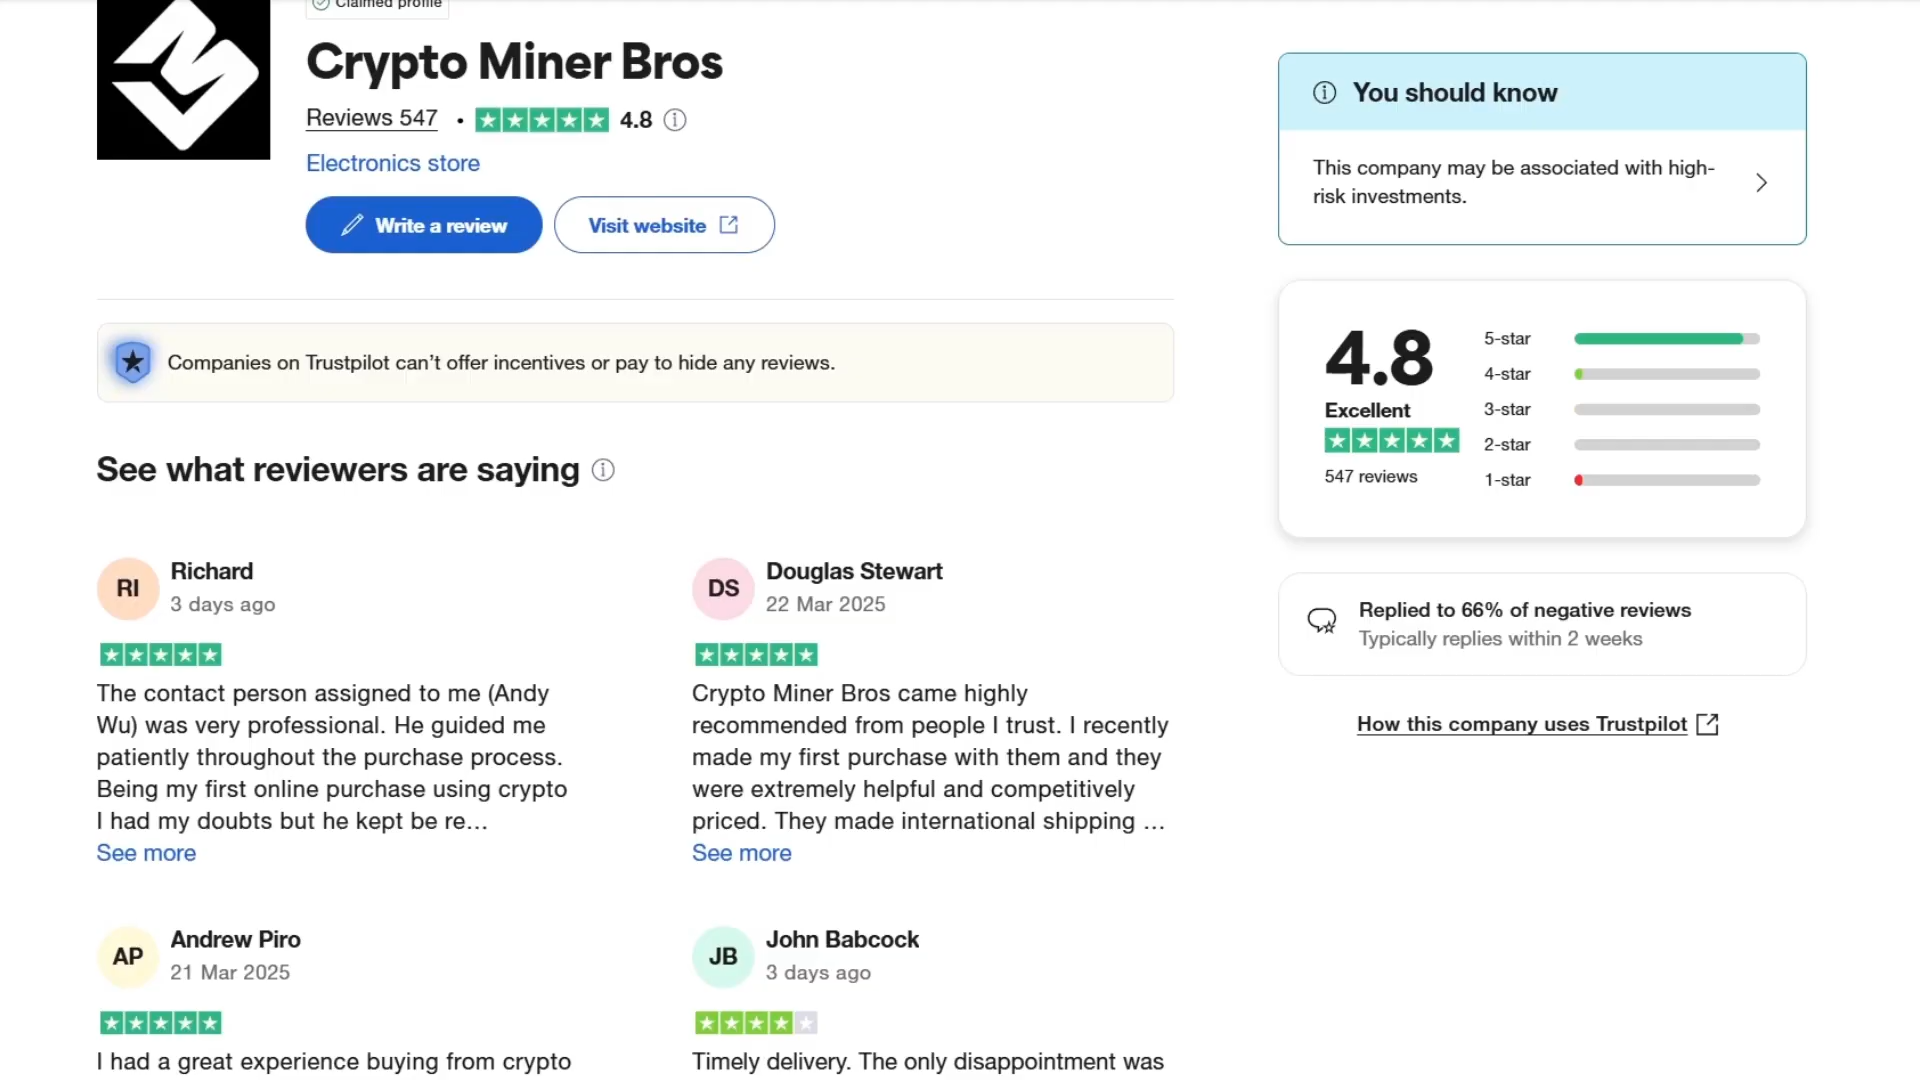 Claimed profile
Crypto Miner Bros
Reviews 547 • 4.8
Electronics store
Write a review
Visit website
You should know
This company may be associated with high-
risk investments.
Companies on Trustpilot can’t offer incentives or pay to hide any reviews.
4.8
Excellent
547 reviews
5-star
4-star
3-star
2-star
1-star
See what reviewers are saying
RI
Richard
3 days ago
The contact person assigned to me (Andy
Wu) was very professional. He guided me
patiently throughout the purchase process.
Being my first online purchase using crypto
I had my doubts but he kept be re…
See more
DS
Douglas Stewart
22 Mar 2025
Crypto Miner Bros came highly
recommended from people I trust. I recently
made my first purchase with them and they
were extremely helpful and competitively
priced. They made international shipping …
See more
Replied to 66% of negative reviews
Typically replies within 2 weeks
How this company uses Trustpilot
AP
Andrew Piro
21 Mar 2025
I had a great experience buying from crypto
JB
John Babcock
3 days ago
Timely delivery. The only disappointment was